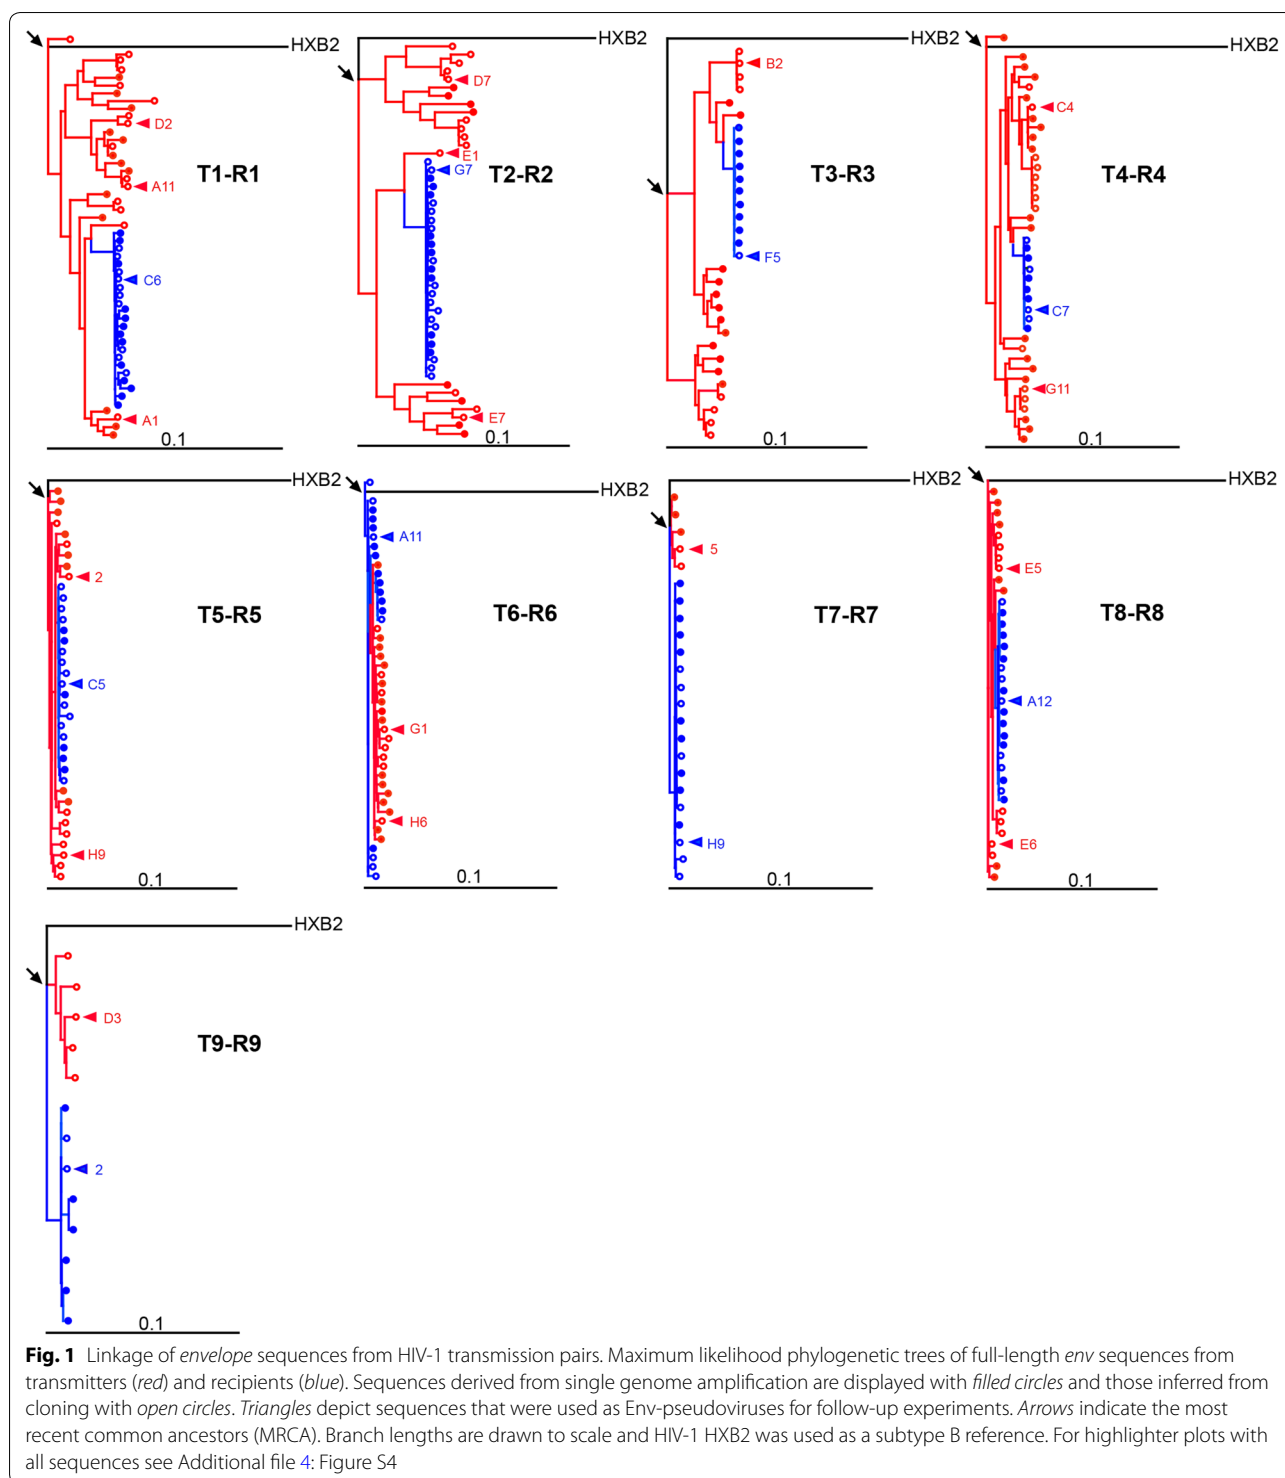 HXB2
D2
A11
T1-R1
C6
A1
0.1
HXB2
D7
E1
G7
T2-R2
E7
0.1
HXB2
B2
T3-R3
F5
0.1
HXB2
C4
T4-R4
C7
G11
0.1
HXB2
2
T5-R5
C5
H9
0.1
HXB2
A11
T6-R6
G1
H6
0.1
HXB2
5
T7-R7
H9
0.1
HXB2
E5
T8-R8
A12
E6
0.1
HXB2
D3
T9-R9
2
0.1
Fig. 1 Linkage of envelope sequences from HIV-1 transmission pairs. Maximum likelihood phylogenetic trees of full-length env sequences from
transmitters (red) and recipients (blue). Sequences derived from single genome amplification are displayed with filled circles and those inferred from
cloning with open circles. Triangles depict sequences that were used as Env-pseudoviruses for follow-up experiments. Arrows indicate the most
recent common ancestors (MRCA). Branch lengths are drawn to scale and HIV-1 HXB2 was used as a subtype B reference. For highlighter plots with
all sequences see Additional file 4: Figure S4